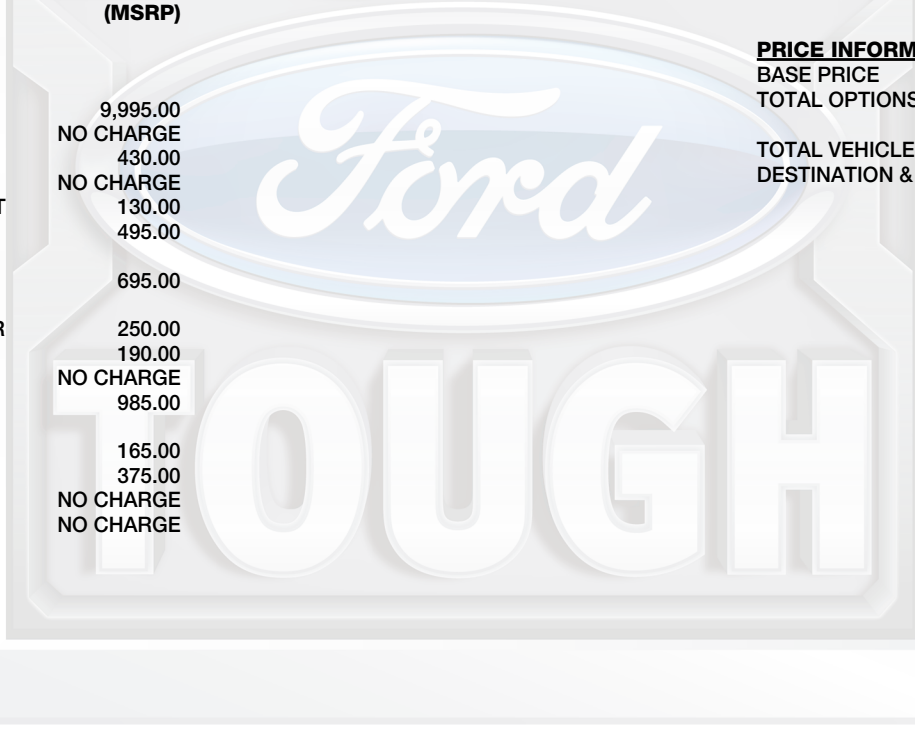 (MSRP)
9,995.00
NO CHARGE
430.00
NO CHARGE
T 130.00
495.00
695.00
R 250.00
190.00
NO CHARGE
985.00
165.00
375.00
NO CHARGE
NO CHARGE
PRICE INFORM
BASE PRICE
TOTAL OPTIONS
TOTAL VEHICLE
DESTINATION &
Ford
TOUGH